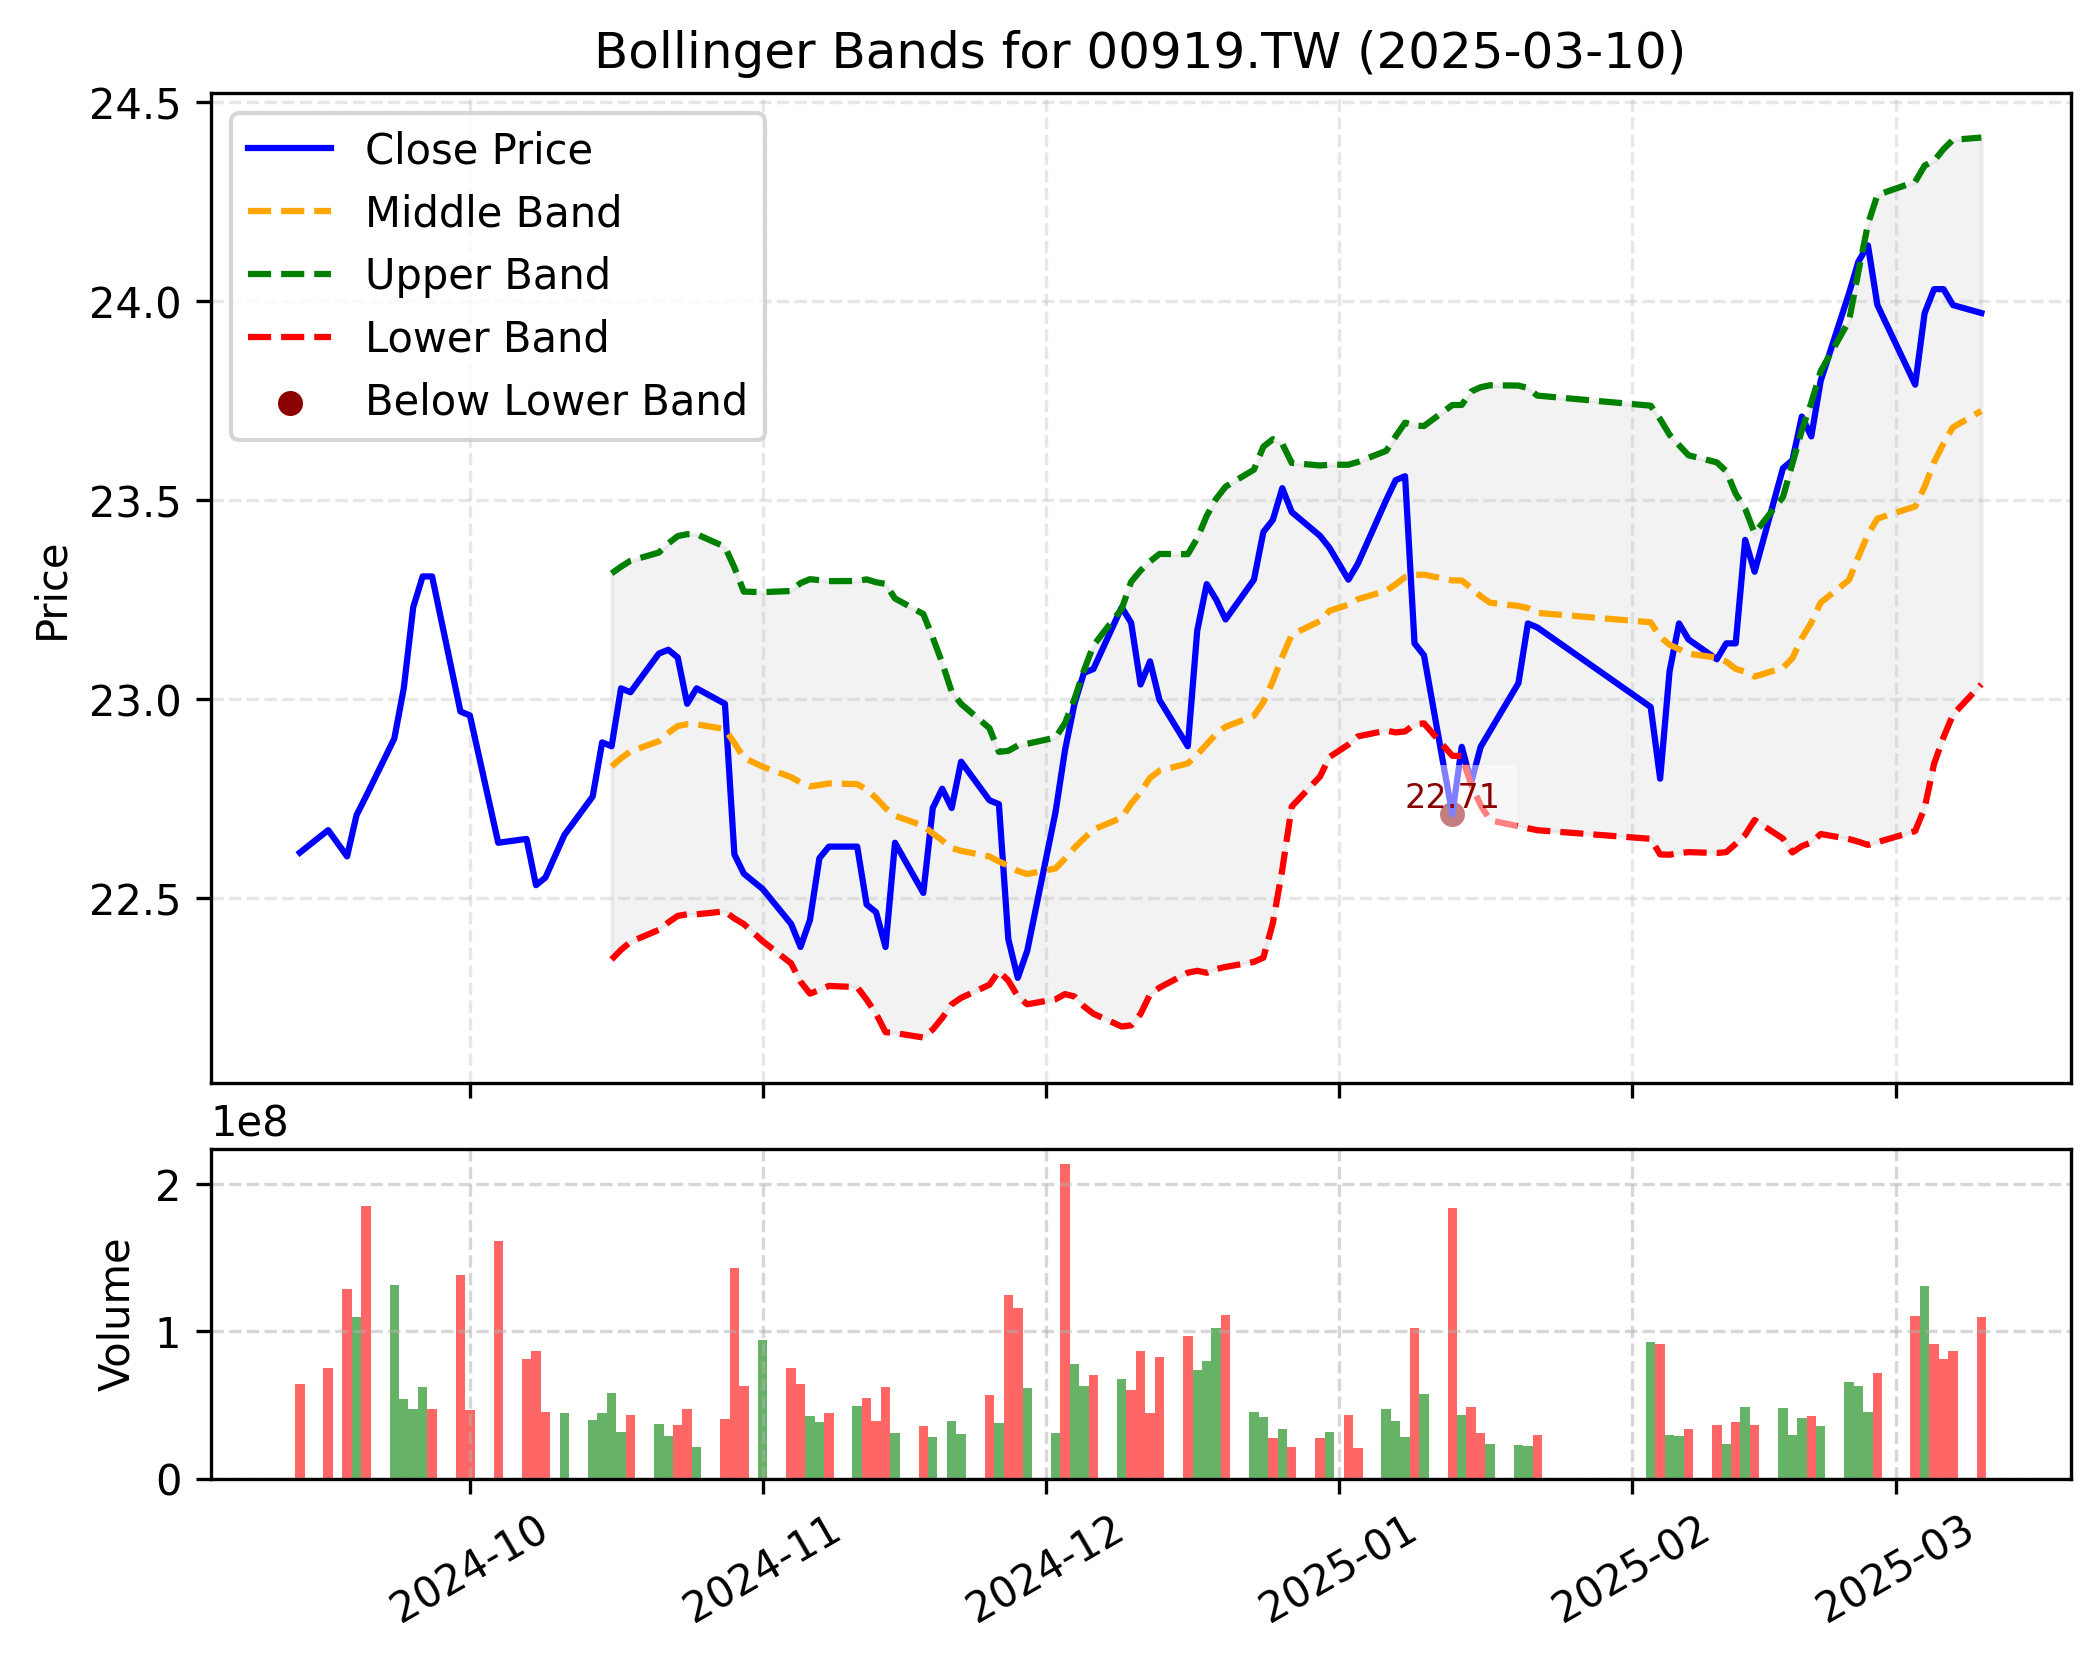 Bollinger Bands for 00919.TW (2025-03-10)
24.5
24.0
23.5
23.0
22.5
Price
Close Price
Middle Band
Upper Band
Lower Band
Below Lower Band
22.71
1e8
2
1
0
Volume
2024-10
2024-11
2024-12
2025-01
2025-02
2025-03